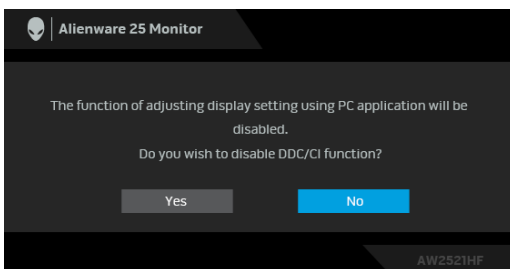 Alienware 25 Monitor
The function of adjusting display setting using PC application will be
disabled.
Do you wish to disable DDC/CI function?
Yes No
AW2521HF